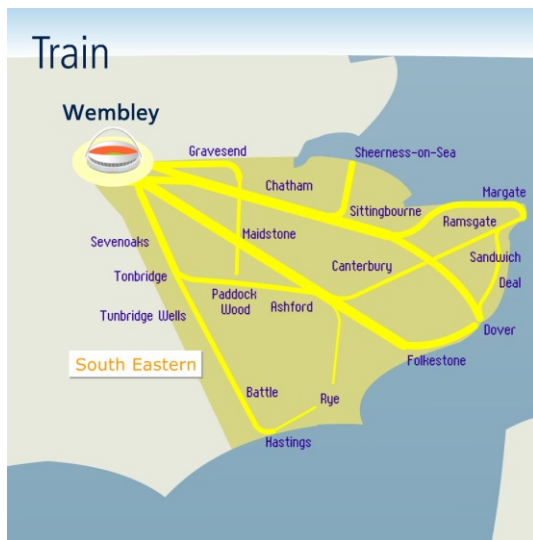 Train
Wembley
Gravesend
Sheerness-on-Sea
Chatham
Margate
Sittingbourne
Ramsgate
Maidstone
Sevenoaks
Sandwich
Canterbury
Tonbridge
Deal
Paddock
Wood
Ashford
Tunbridge Wells
Dover
Folkestone
South Eastern
Battle
Rye
Hastings